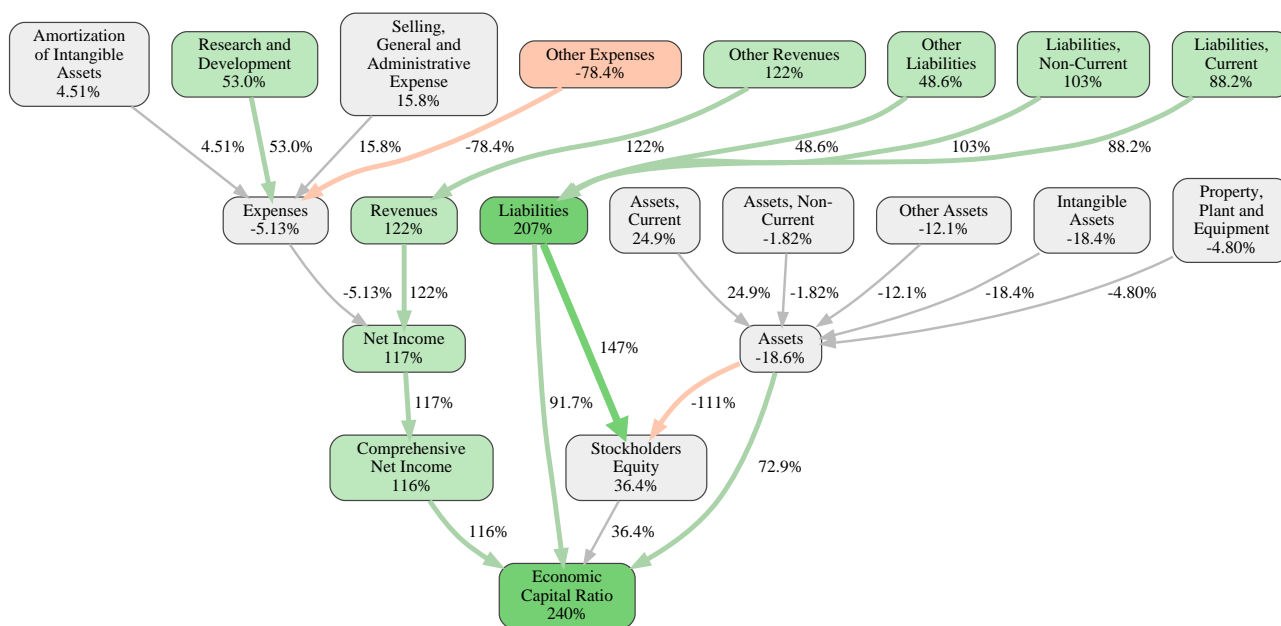 Amortization
of Intangible
Assets
4.51%
Research and
Development
53.0%
Selling,
General and
Administrative
Expense
15.8%
Other Expenses
-78.4%
Other Revenues
122%
Other
Liabilities
48.6%
Liabilities,
Non-Current
103%
Liabilities,
Current
88.2%
4.51%
53.0%
15.8%
-78.4%
122%
48.6%
103%
88.2%
Expenses
-5.13%
Revenues
122%
Liabilities
207%
Assets,
Current
24.9%
Assets, Non-
Current
-1.82%
Other Assets
-12.1%
Intangible
Assets
-18.4%
Property,
Plant and
Equipment
-4.80%
-5.13%
122%
24.9%
-1.82%
-12.1%
-18.4%
-4.80%
Net Income
117%
147%
Assets
-18.6%
117%
91.7%
-111%
Comprehensive
Net Income
116%
Stockholders
Equity
36.4%
72.9%
116%
36.4%
Economic
Capital Ratio
240%